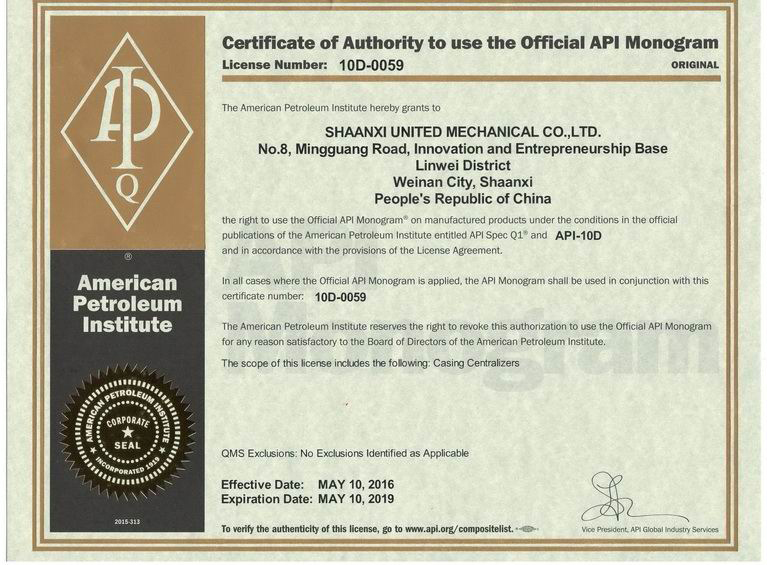 Certificate of Authority to use the Official API Monogram
License Number: 10D-0059
ORIGINAL
The American Petroleum Institute hereby grants to
SHAANXI UNITED MECHANICAL CO.,LTD.
No.8, Mingguang Road, Innovation and Entrepreneurship Base
Linwei District
Weinan City, Shaanxi
People's Republic of China
the right to use the Official API Monogram® on manufactured products under the conditions in the official
publications of the American Petroleum Institute entitled API Spec Q1® and API-10D
and in accordance with the provisions of the License Agreement.
In all cases where the Official API Monogram is applied, the API Monogram shall be used in conjunction with this
certificate number: 10D-0059
The American Petroleum Institute reserves the right to revoke this authorization to use the Official API Monogram
for any reason satisfactory to the Board of Directors of the American Petroleum Institute.
The scope of this license includes the following: Casing Centralizers
QMS Exclusions: No Exclusions Identified as Applicable
Effective Date: MAY 10, 2016
Expiration Date: MAY 10, 2019
To verify the authenticity of this license, go to www.api.org/compositelist.
Vice President, API Global Industry Services
API
Q
®
American
Petroleum
Institute
AMERICAN PETROLEUM INSTITUTE
CORPORATE
SEAL
INCORPORATED 1919
2015-313
Monogram